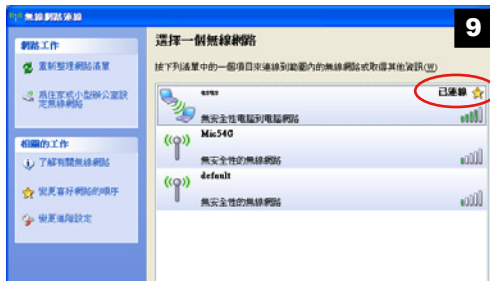 無線網路連線
9
網路工作
重新整理網路清單
為住家或小型辦公室設
定無線網路
相關的工作
了解有關無線網路
變更喜好網路的順序
變更進階設定
選擇一個無線網路
按下列清單中的一個項目來連線到範圍內的無線網路或取得其他資訊(W)
asus
已連線
無安全性電腦到電腦網路
Mic54G
無安全性的無線網路
default
無安全性的無線網路